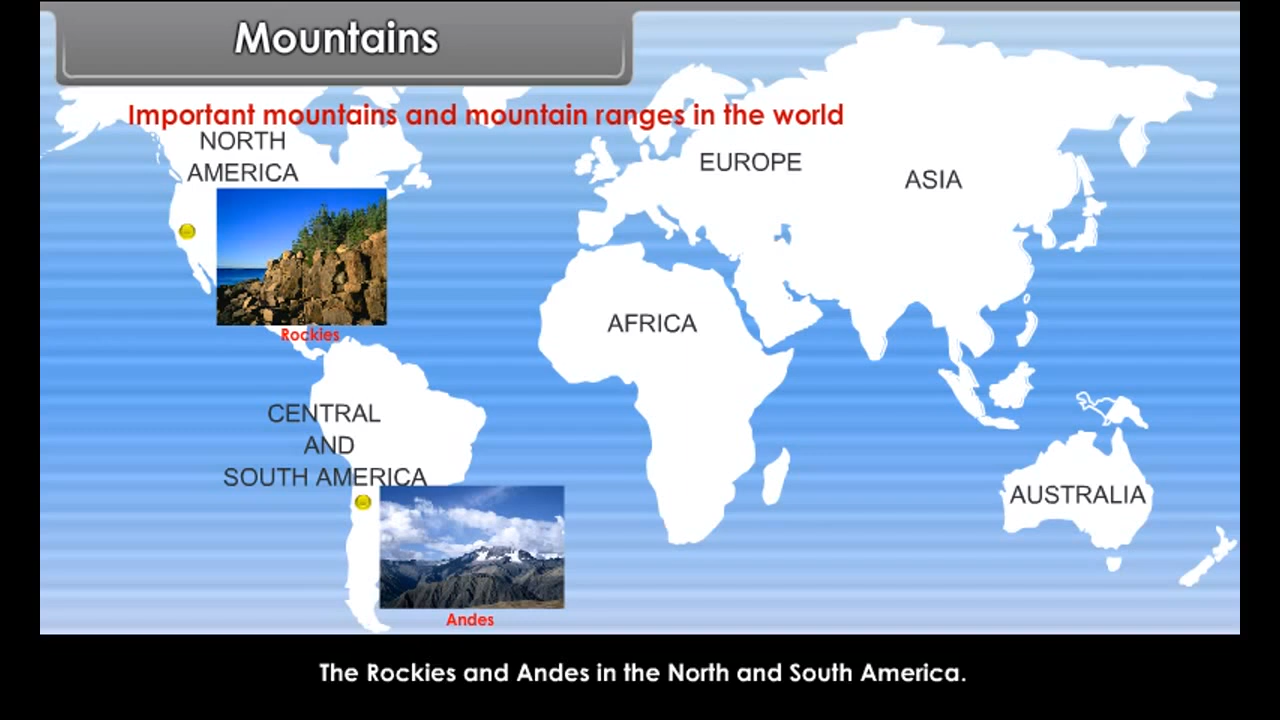 Mountains
Important mountains and mountain ranges in the world
NORTH
AMERICA
EUROPE
ASIA
Rockies
AFRICA
CENTRAL
AND
SOUTH AMERICA
AUSTRALIA
Andes
The Rockies and Andes in the North and South America.